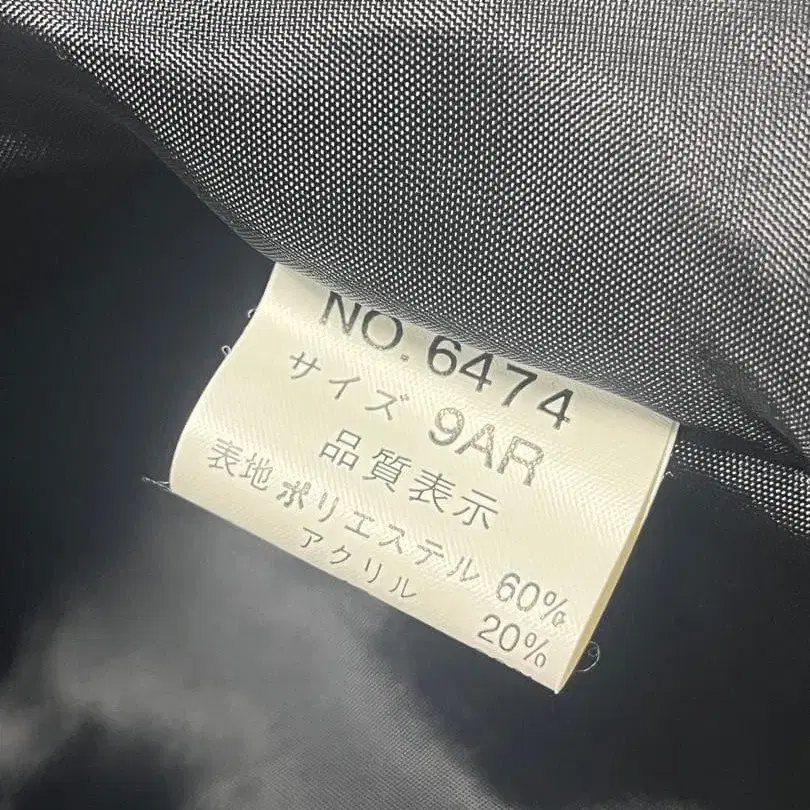 NO. 6474
サイズ 9AR
品質表示
表地 ポリエステル 60%
アクリル 20%